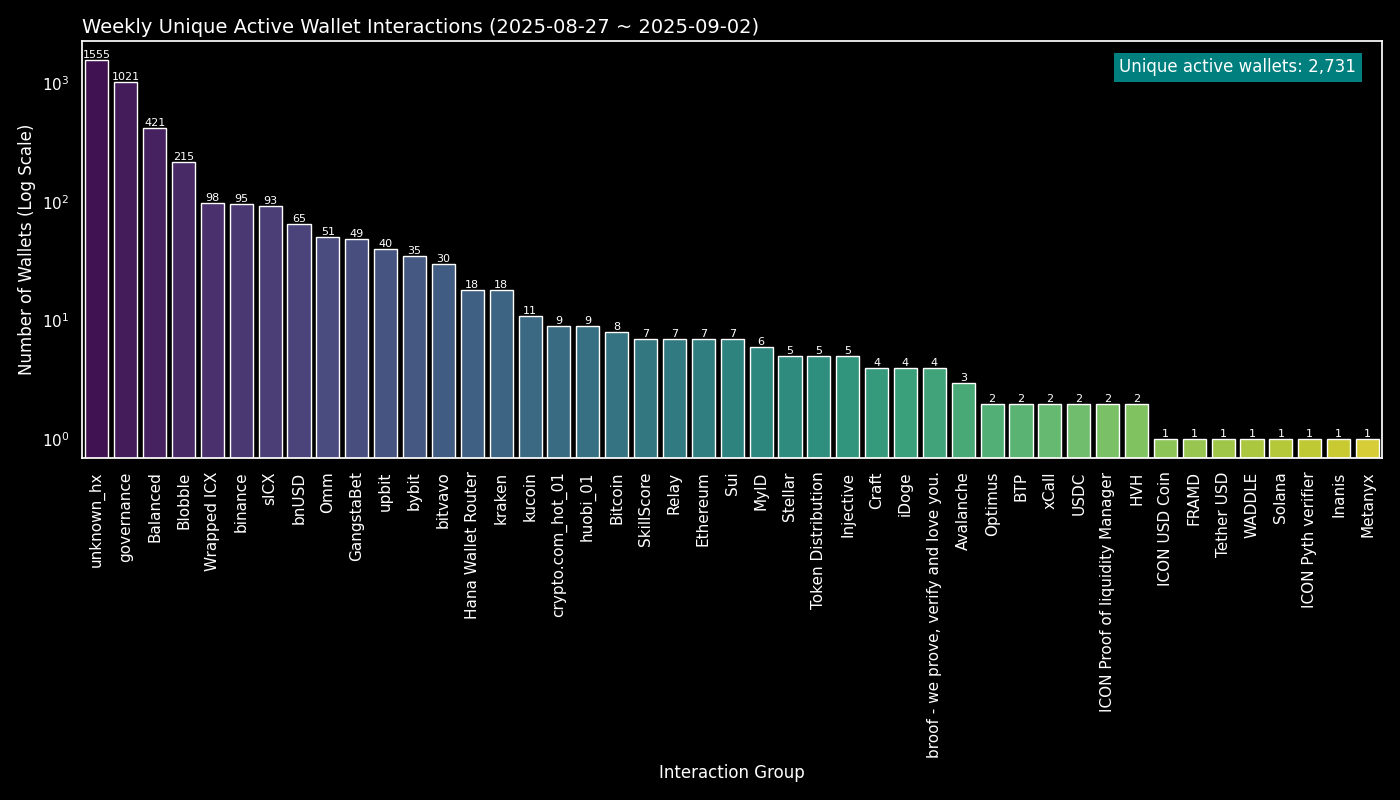 Weekly Unique Active Wallet Interactions (2025-08-27 ~ 2025-09-02)
Unique active wallets: 2,731
Number of Wallets (Log Scale)
10³
10²
10¹
10⁰
1555
1021
421
215
98
95
93
65
51
49
40
35
30
18
18
11
9
9
8
7
7
7
7
6
5
5
5
4
4
4
3
2
2
2
2
2
2
1
1
1
1
1
1
1
1
unknown_hx
governance
Balanced
Blobble
Wrapped ICX
binance
sICX
bnUSD
Omm
GangstaBet
upbit
bybit
bitvavo
Hana Wallet Router
kraken
kucoin
crypto.com_hot_01
huobi_01
Bitcoin
SkillScore
Relay
Ethereum
Sui
MyID
Stellar
Token Distribution
Injective
Craft
iDoge
broof - we prove, verify and love you.
Avalanche
Optimus
BTP
xCall
USDC
ICON Proof of liquidity Manager
HVH
ICON USD Coin
FRAMD
Tether USD
WADDLE
Solana
ICON Pyth verifier
Inanis
Metanyx
Interaction Group